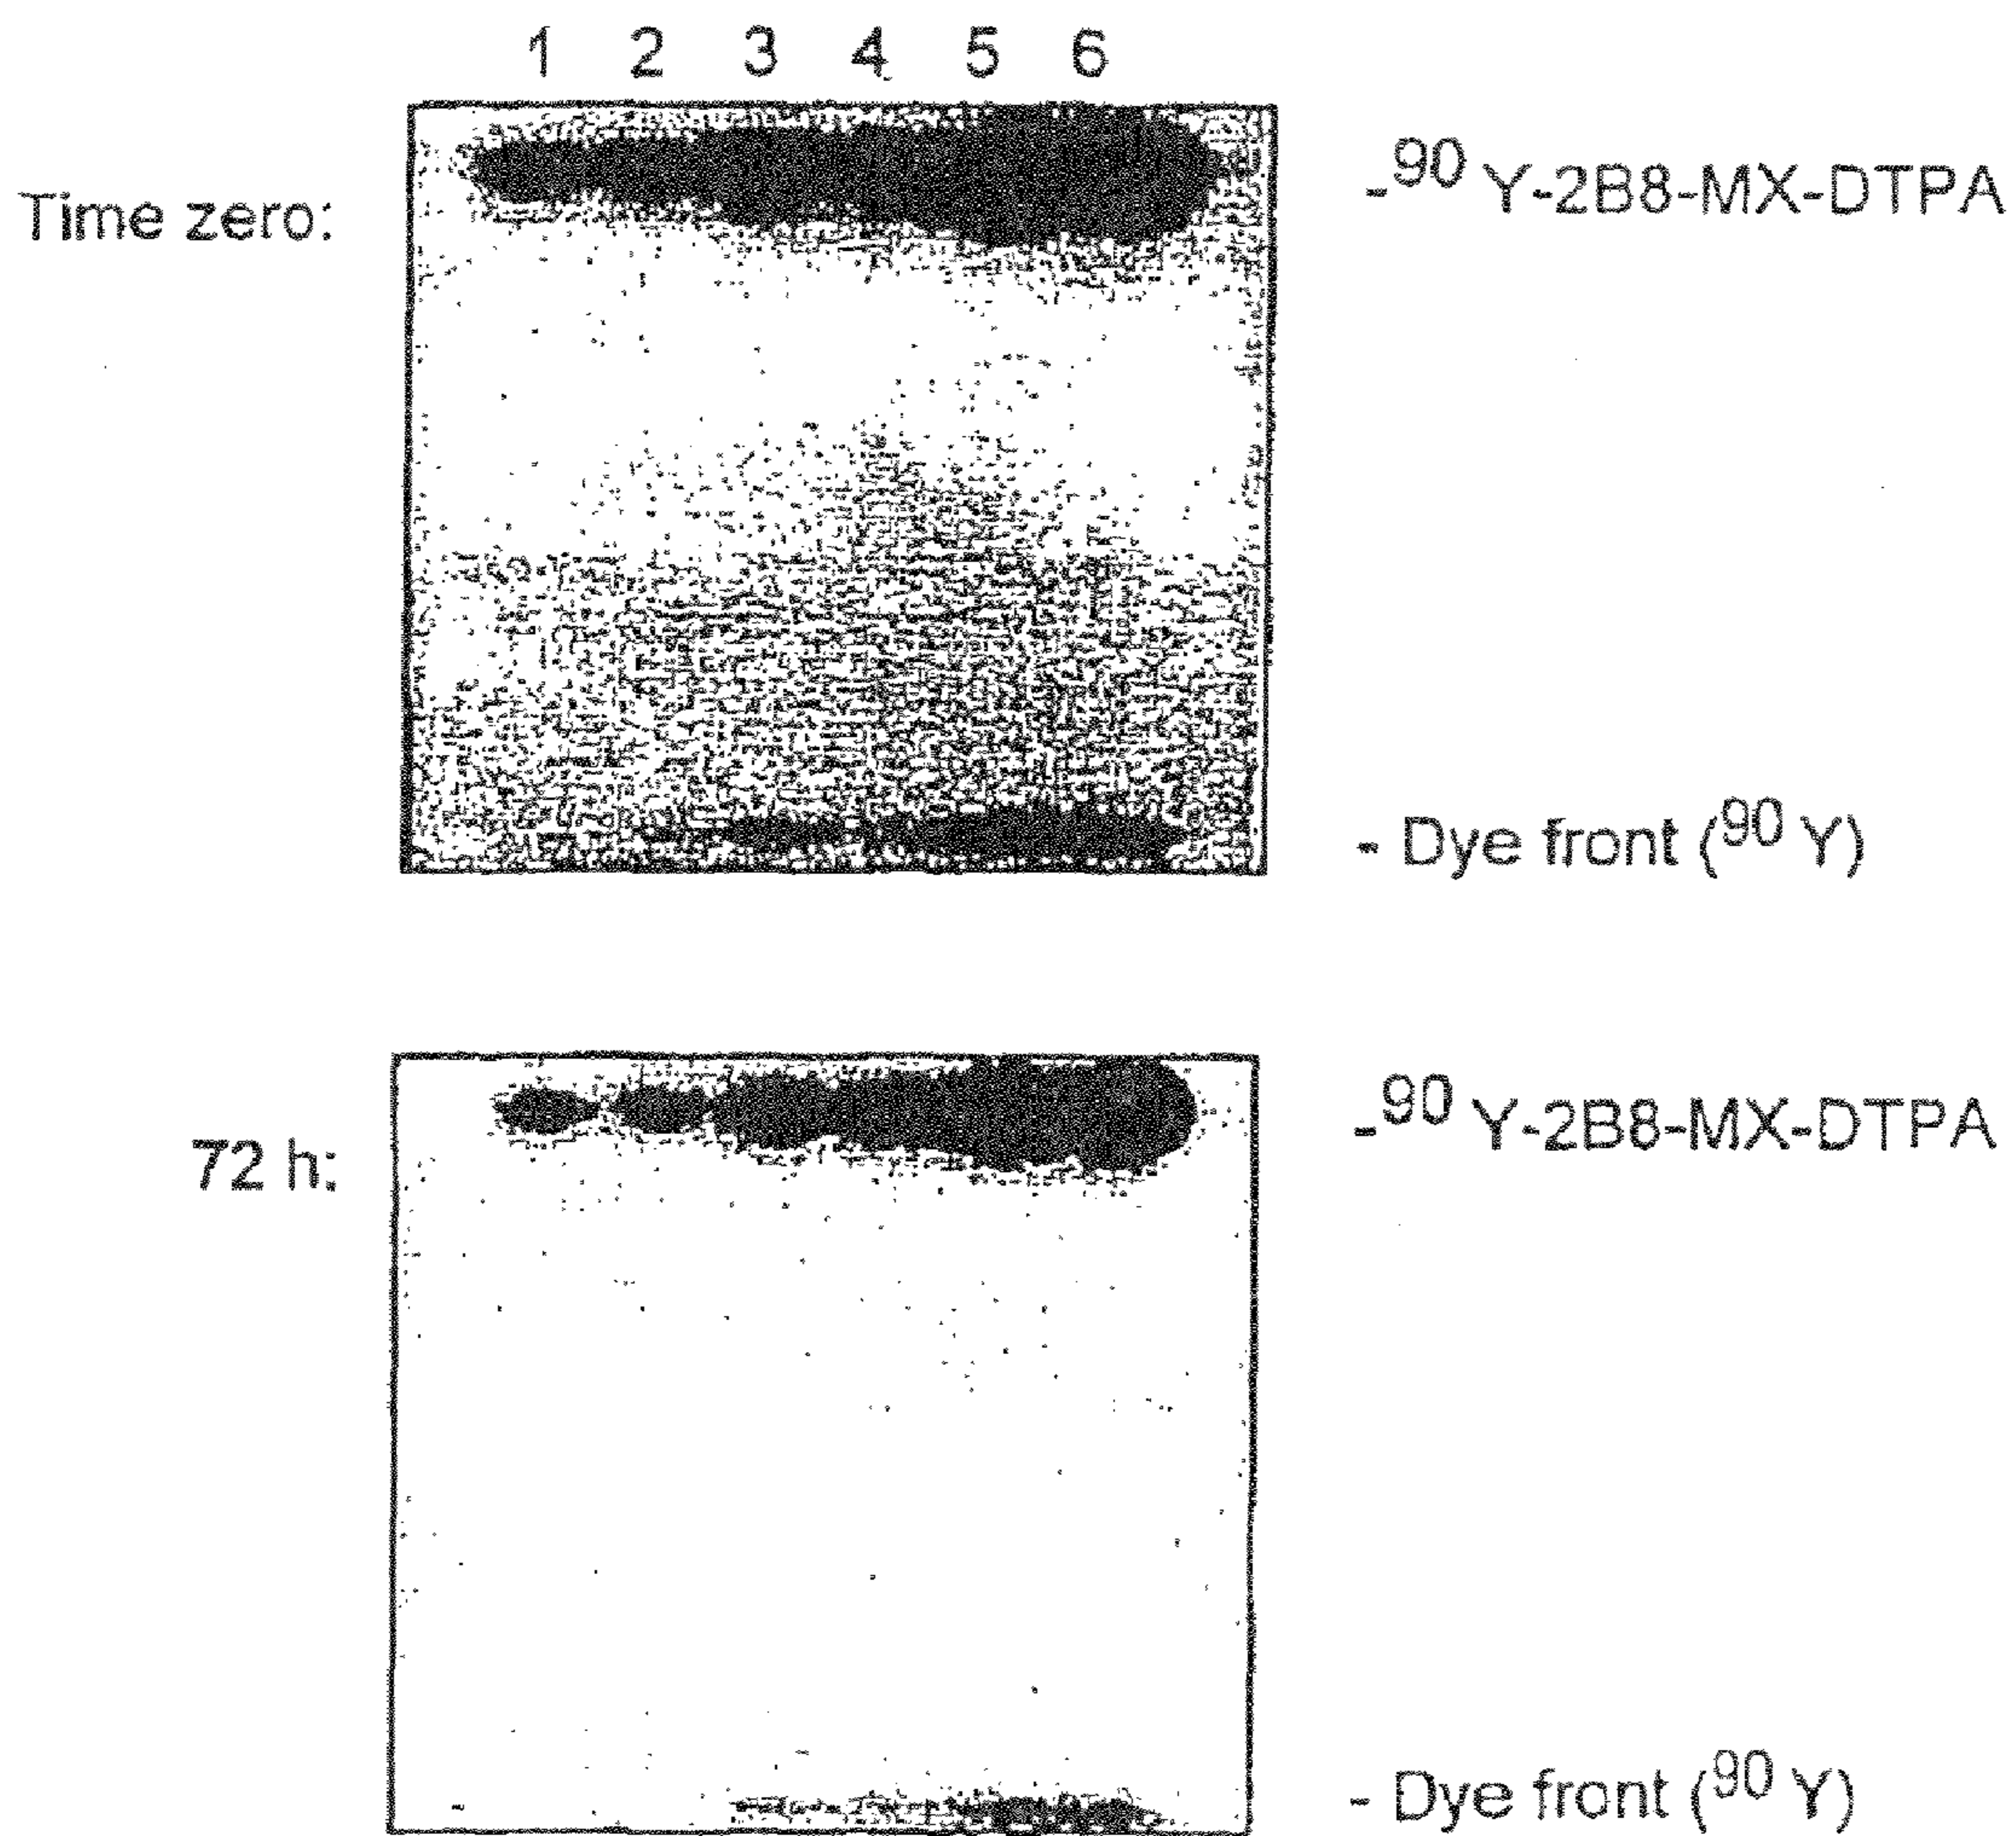 1 2 3 4 5 6
Time zero:
-90 Y-2B8-MX-DTPA
- Dye front (90 Y)
72 h:
-90 Y-2B8-MX-DTPA
- Dye front (90 Y)